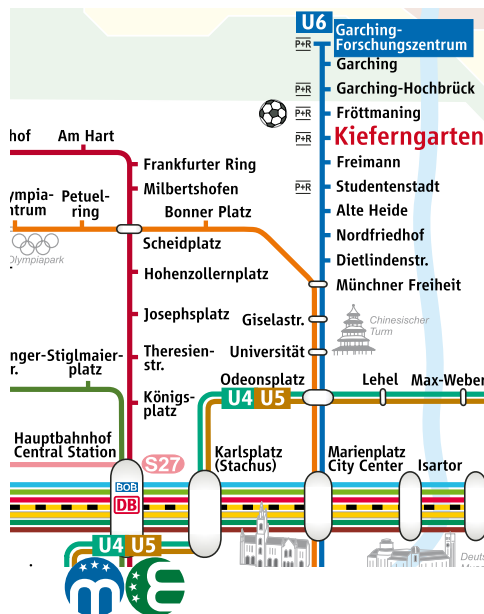 U6
Garching-
Forschungszentrum
P+R
Garching
P+R
Garching-Hochbrück
P+R
Fröttmaning
P+R
Kieferngarten
Freimann
P+R
Studentenstadt
Alte Heide
Nordfriedhof
Dietlindenstr.
Münchner Freiheit
hof
Am Hart
Frankfurter Ring
Milbertshofen
ympia-
ntrum
Petuel-
ring
Bonner Platz
Scheidplatz
Olympiapark
Hohenzollernplatz
Josephsplatz
Giselastr.
Chinesischer
Turm
Theresien-
str.
Universität
nger-
r.
Stiglmaier-
platz
Königs-
platz
Odeonsplatz
U4 U5
Lehel
Max-Weber
Hauptbahnhof
Central Station
S27
Karlsplatz
(Stachus)
Marienplatz
City Center
Isartor
BOB
DB
U4 U5
Deuts